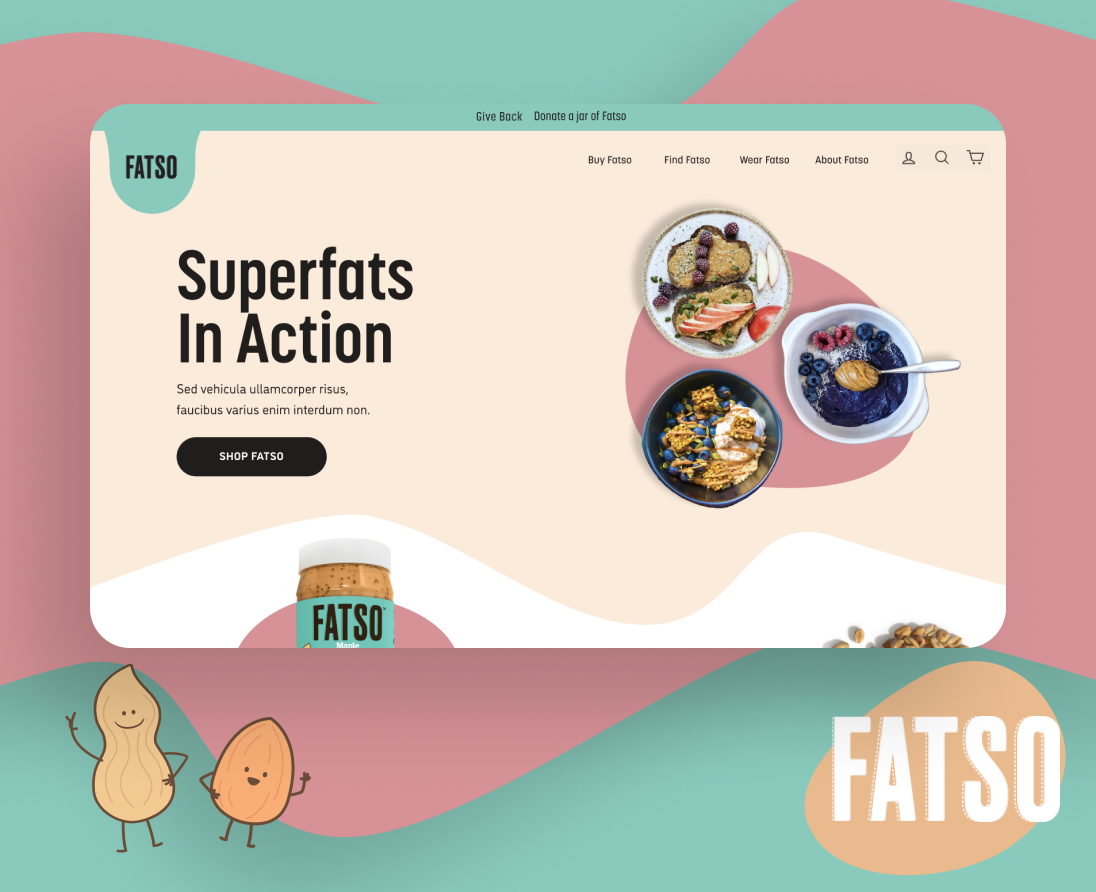 Give Back Donate a jar of Fatso
FATSO
Buy Fatso Find Fatso Wear Fatso About Fatso
Superfats
In Action
Sed vehicula ullamcorper risus,
faucibus varius enim interdum non.
SHOP FATSO
FATSO
Maple
FATSO